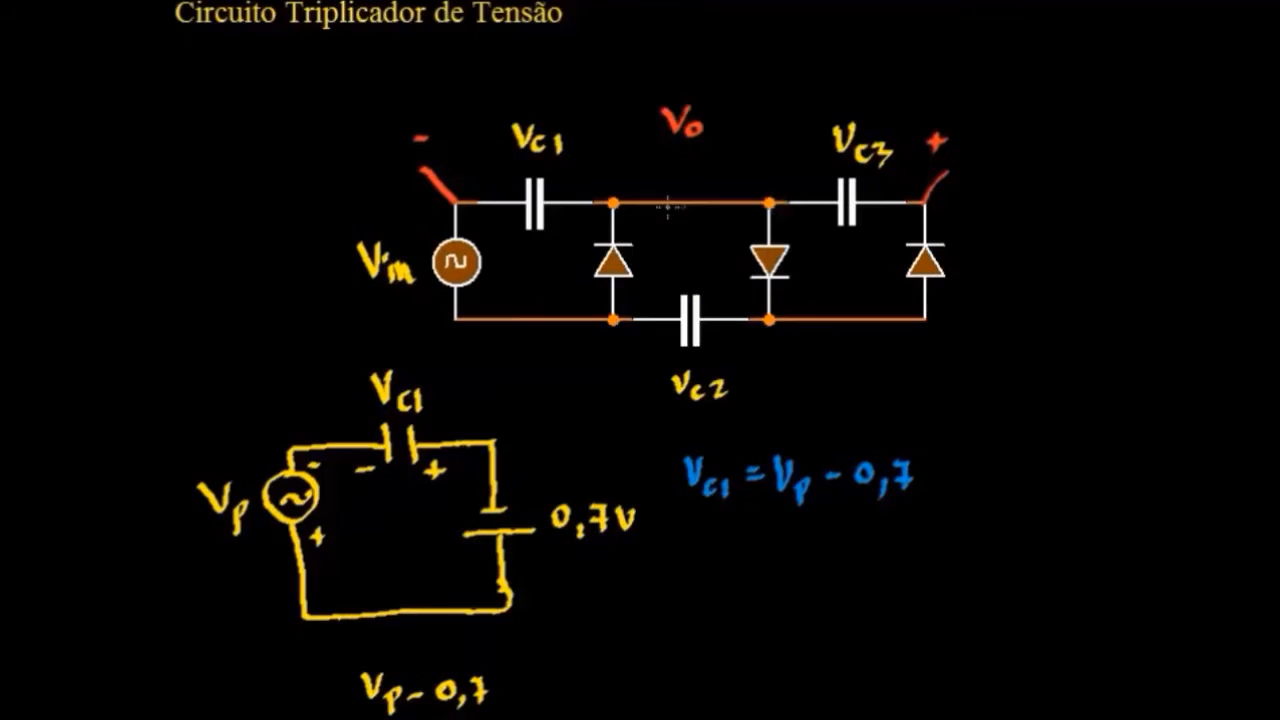 Circuito Triplicador de Tensão
- VC1 Vo VC3 +
Vin
VC2
VC1
Vp - + - + 0,7V
VC1 = Vp - 0,7
Vp - 0,7